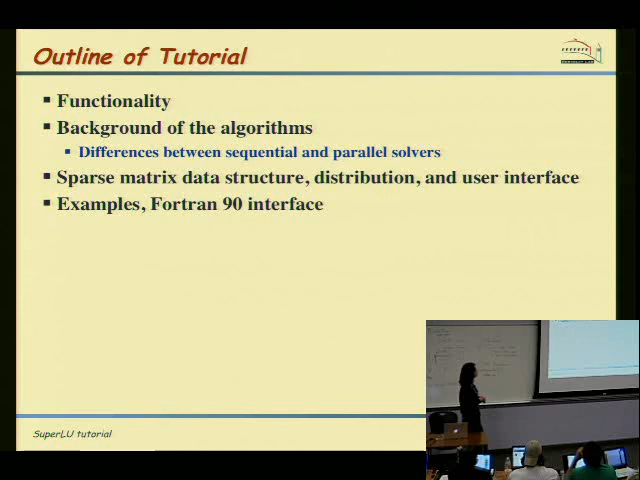 Outline of Tutorial
Functionality
Background of the algorithms
Differences between sequential and parallel solvers
Sparse matrix data structure, distribution, and user interface
Examples, Fortran 90 interface
SuperLU tutorial